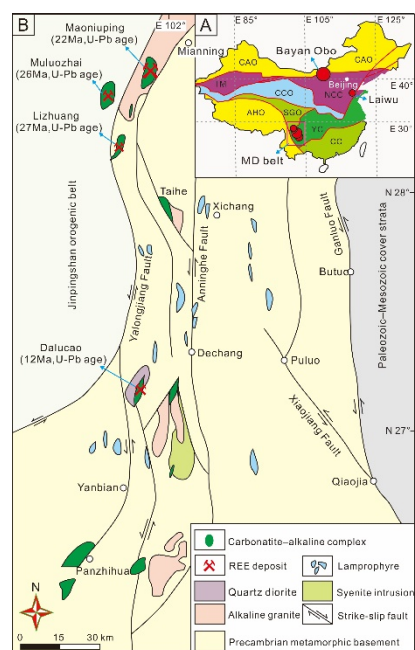 B
Maoniuping
(22Ma,U-Pb age)
E 102°
Mianning
Muluozhai
(26Ma,U-Pb age)
Lizhuang
(27Ma,U-Pb age)
A
E 85°
E 105°
E 125°
Bayan Obo
CAO
CAO
Beijing
N 40°
TM
CCO
NCC
Laiwu
AHO
SGO
YC
N 30°
CC
MD belt
Taihe
Xichang
N 28°
Jinpingshan orogenic belt
Yalongjiang Fault
Anninghe Fault
Ganluo Fault
Butuo
Paleozoic–Mesozoic cover strata
Dalucao
(12Ma,U-Pb age)
Dechang
Puluo
Xiaojiang Fault
N 27°
Yanbian
Qiaojia
Panzhihua
N
0 15 30 km
Carbonatite–alkaline complex
REE deposit
Lamprophyre
Quartz diorite
Syenite intrusion
Alkaline granite
Strike-slip fault
Precambrian metamorphic basement